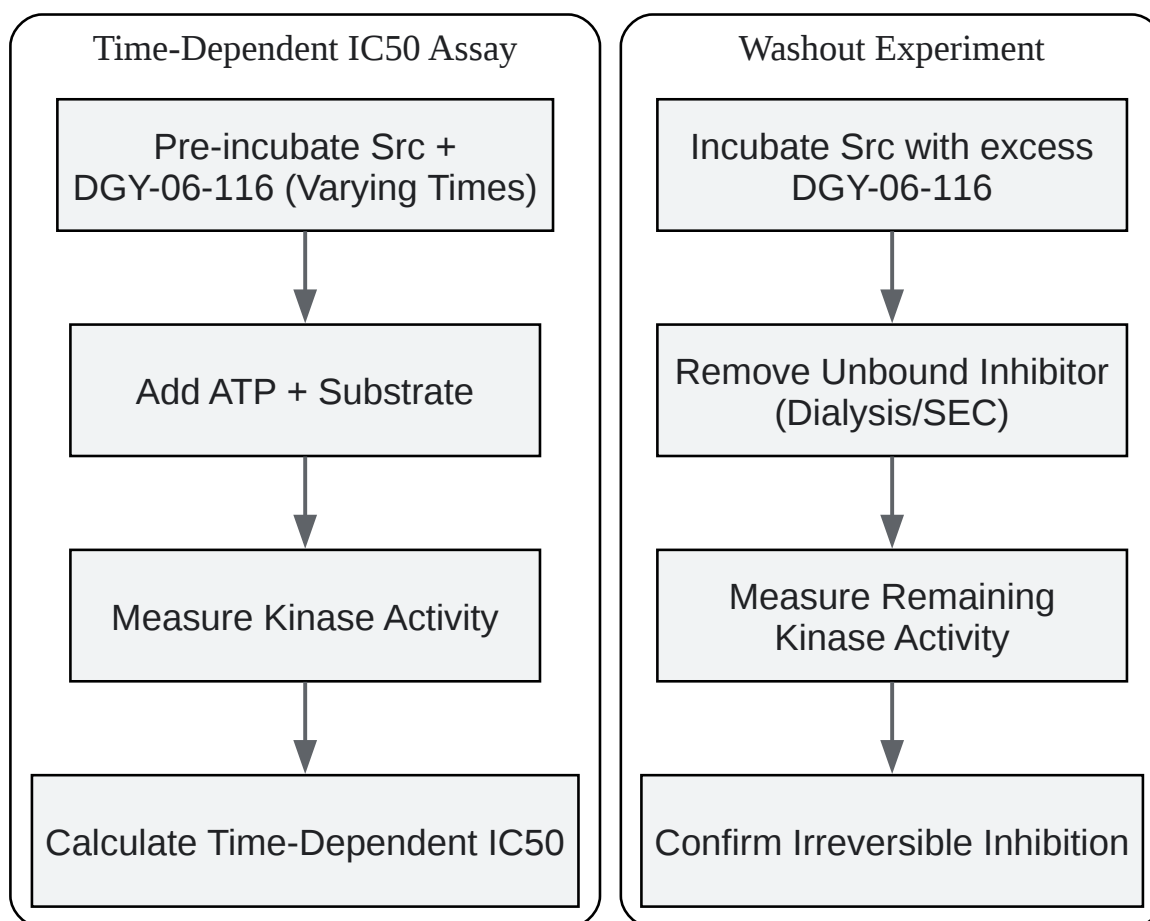 Time-Dependent IC50 Assay
Pre-incubate Src +
DGY-06-116 (Varying Times)
Add ATP + Substrate
Measure Kinase Activity
Calculate Time-Dependent IC50
Washout Experiment
Incubate Src with excess
DGY-06-116
Remove Unbound Inhibitor
(Dialysis/SEC)
Measure Remaining
Kinase Activity
Confirm Irreversible Inhibition